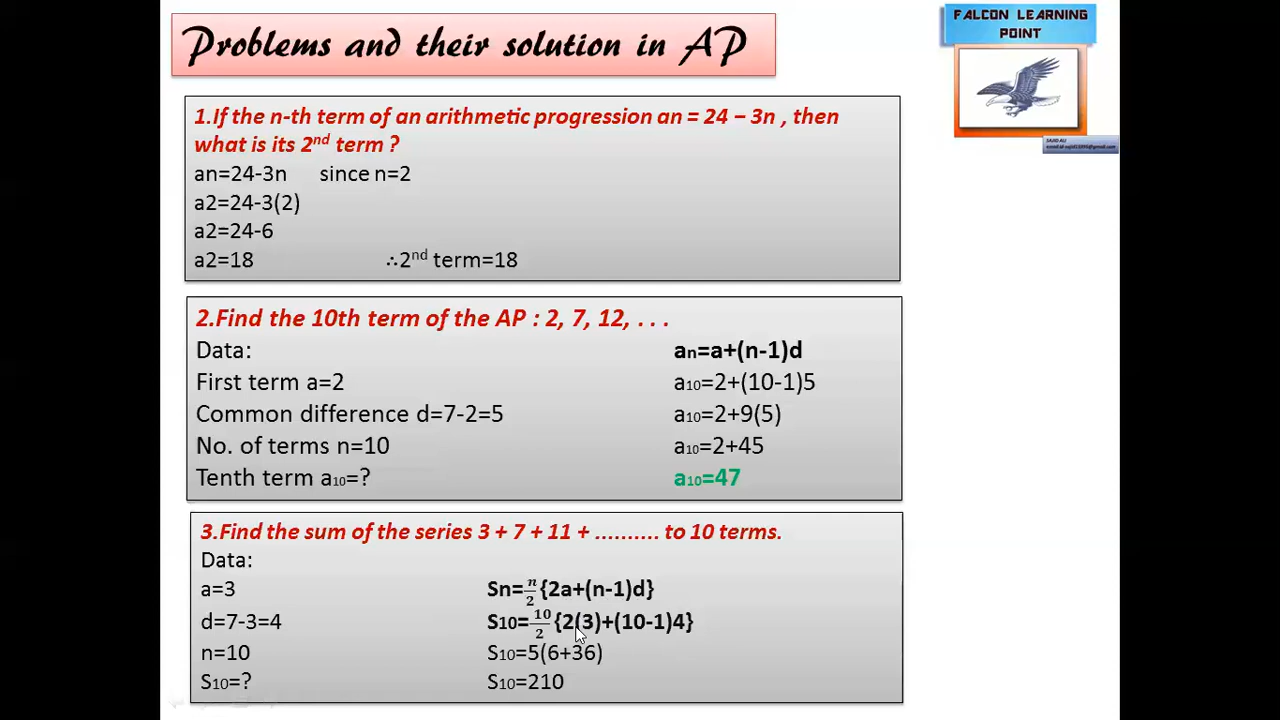 Problems and their solution in AP
FALCON LEARNING
POINT
SAJID ALI
1.If the n-th term of an arithmetic progression an = 24 – 3n , then
what is its 2nd term ?
an=24-3n since n=2
a2=24-3(2)
a2=24-6
a2=18 ∴2nd term=18
2.Find the 10th term of the AP : 2, 7, 12, . . .
Data:
an=a+(n-1)d
First term a=2
a10=2+(10-1)5
Common difference d=7-2=5
a10=2+9(5)
No. of terms n=10
a10=2+45
Tenth term a10=?
a10=47
3.Find the sum of the series 3 + 7 + 11 + .......... to 10 terms.
Data:
a=3
Sn=n/2{2a+(n-1)d}
d=7-3=4
S10=10/2{2(3)+(10-1)4}
n=10
S10=5(6+36)
S10=?
S10=210